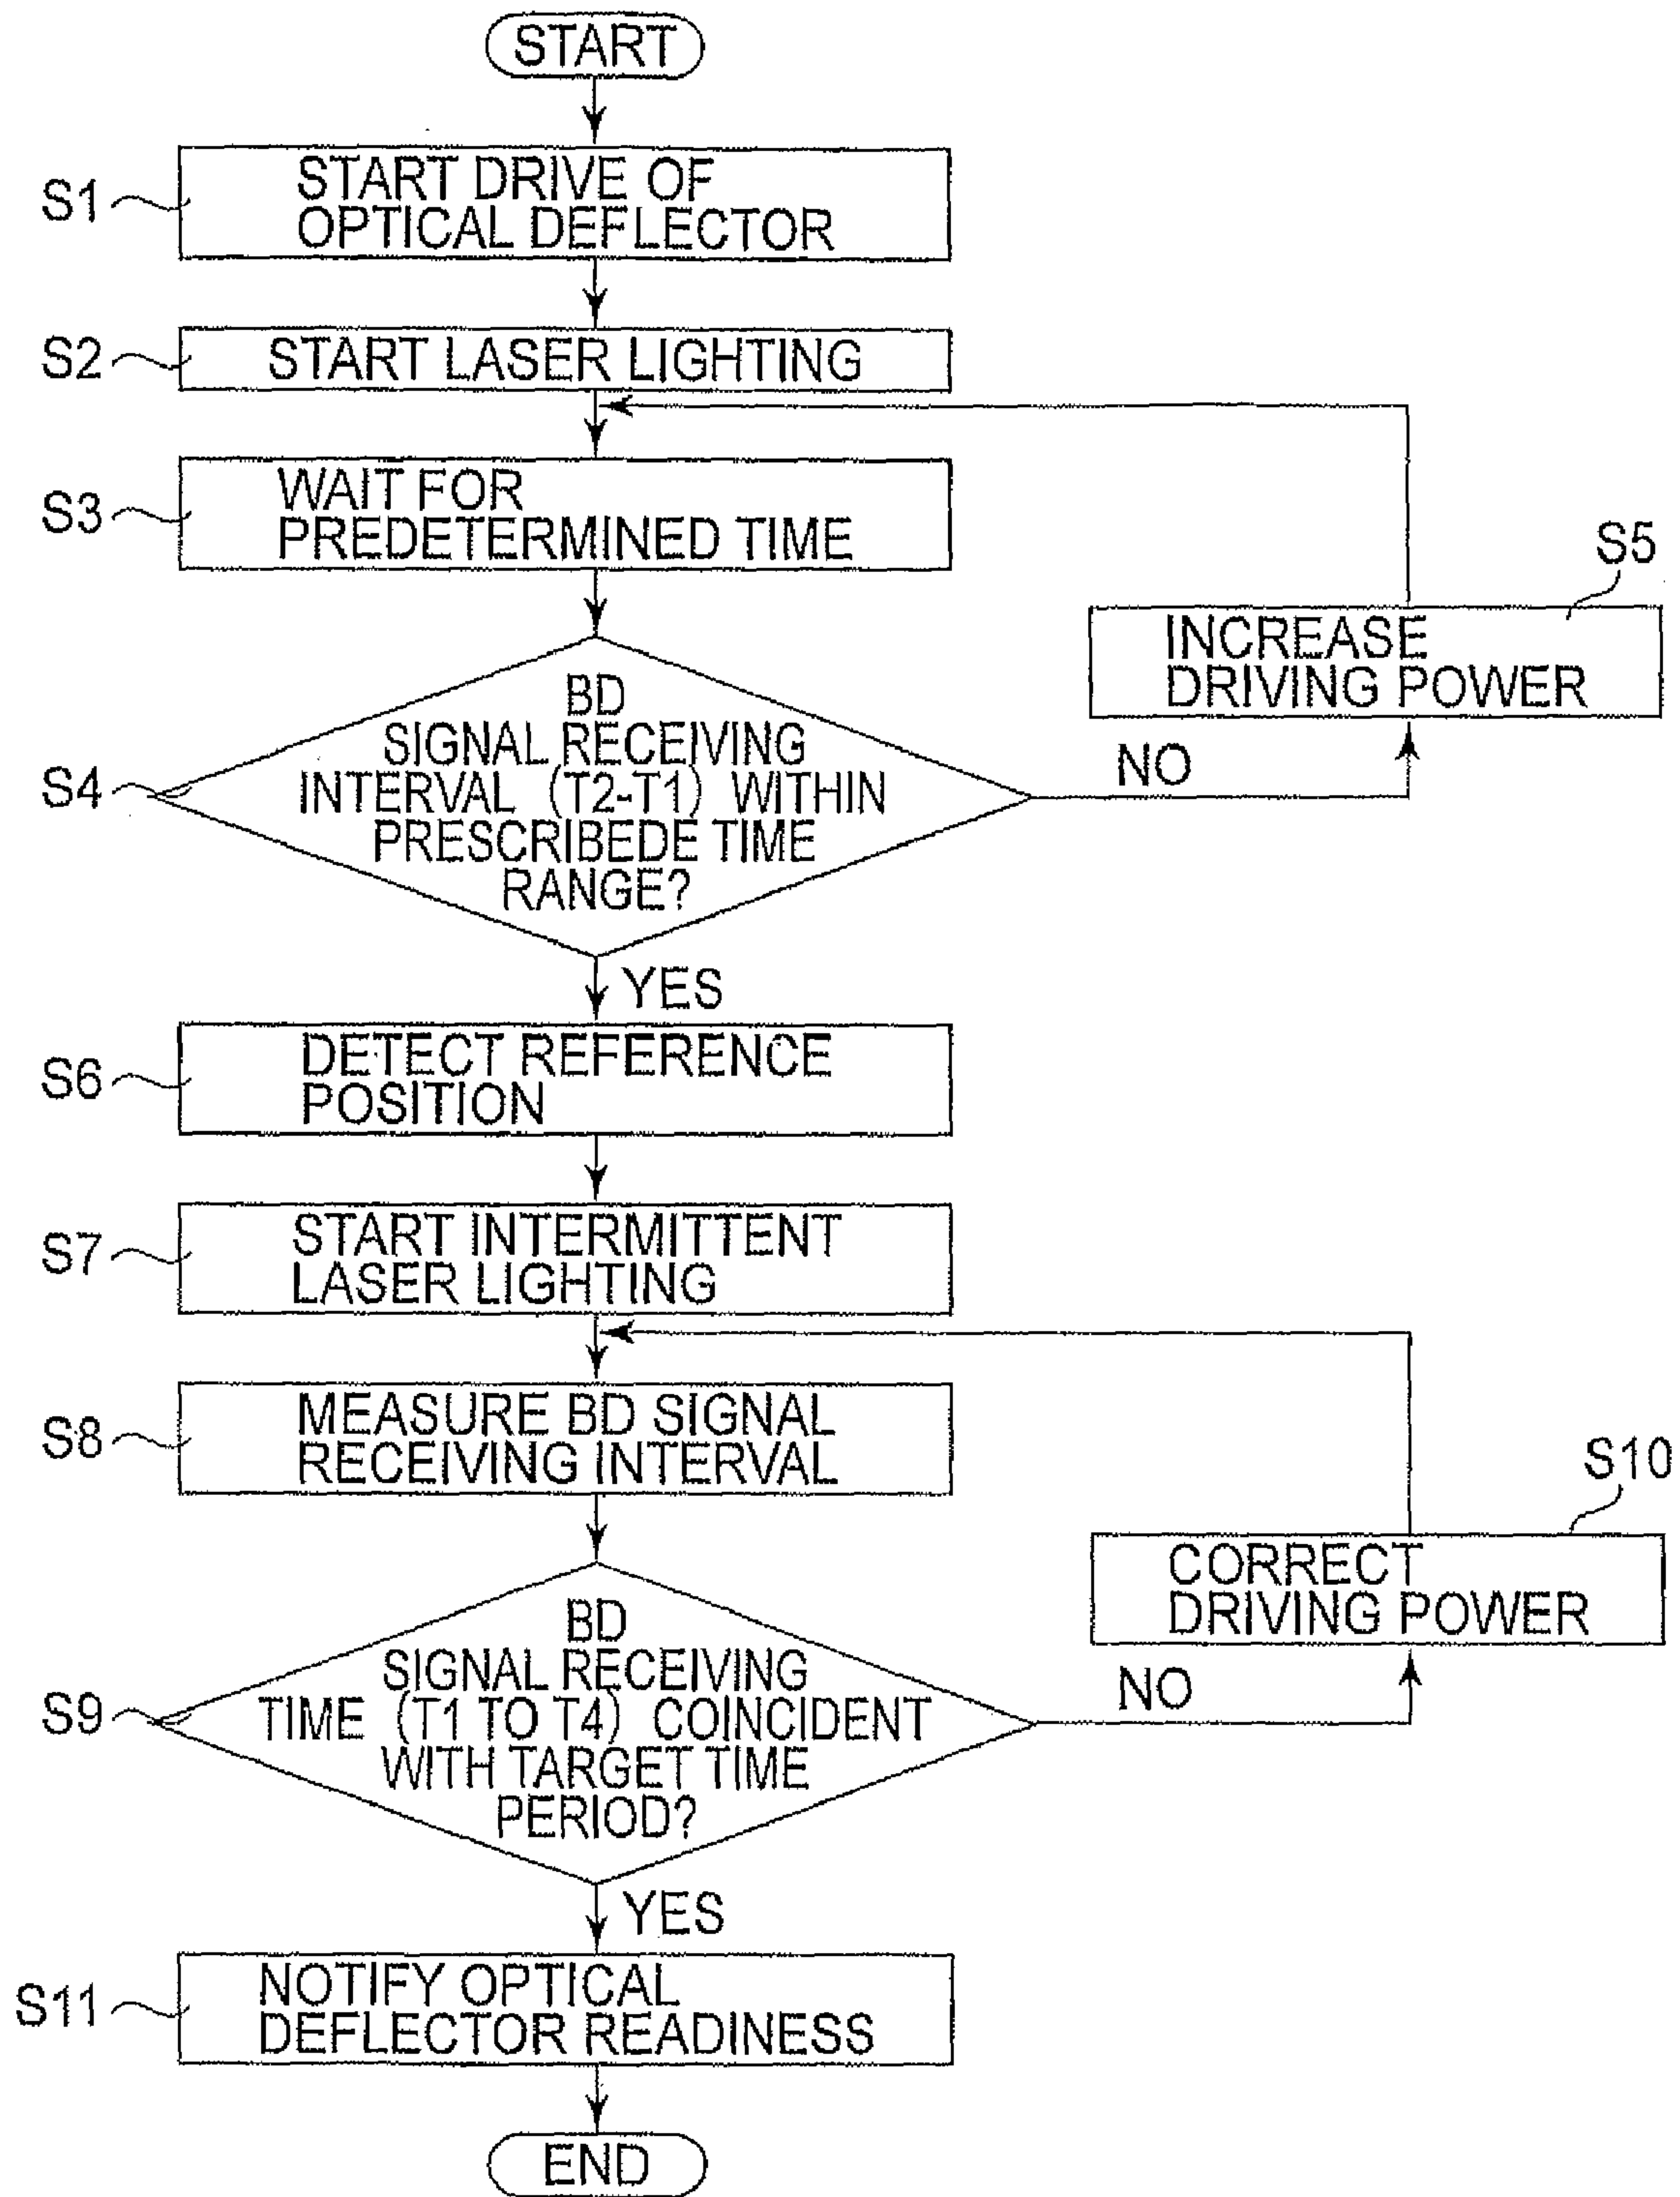 START
S1
START DRIVE OF
OPTICAL DEFLECTOR
S2
START LASER LIGHTING
S3
WAIT FOR
PREDETERMINED TIME
S5
INCREASE
DRIVING POWER
S4
BD
SIGNAL RECEIVING
INTERVAL (T2-T1) WITHIN
PRESCRIBEDE TIME
RANGE?
NO
YES
S6
DETECT REFERENCE
POSITION
S7
START INTERMITTENT
LASER LIGHTING
S8
MEASURE BD SIGNAL
RECEIVING INTERVAL
S10
CORRECT
DRIVING POWER
S9
BD
SIGNAL RECEIVING
TIME (T1 TO T4) COINCIDENT
WITH TARGET TIME
PERIOD?
NO
YES
S11
NOTIFY OPTICAL
DEFLECTOR READINESS
END